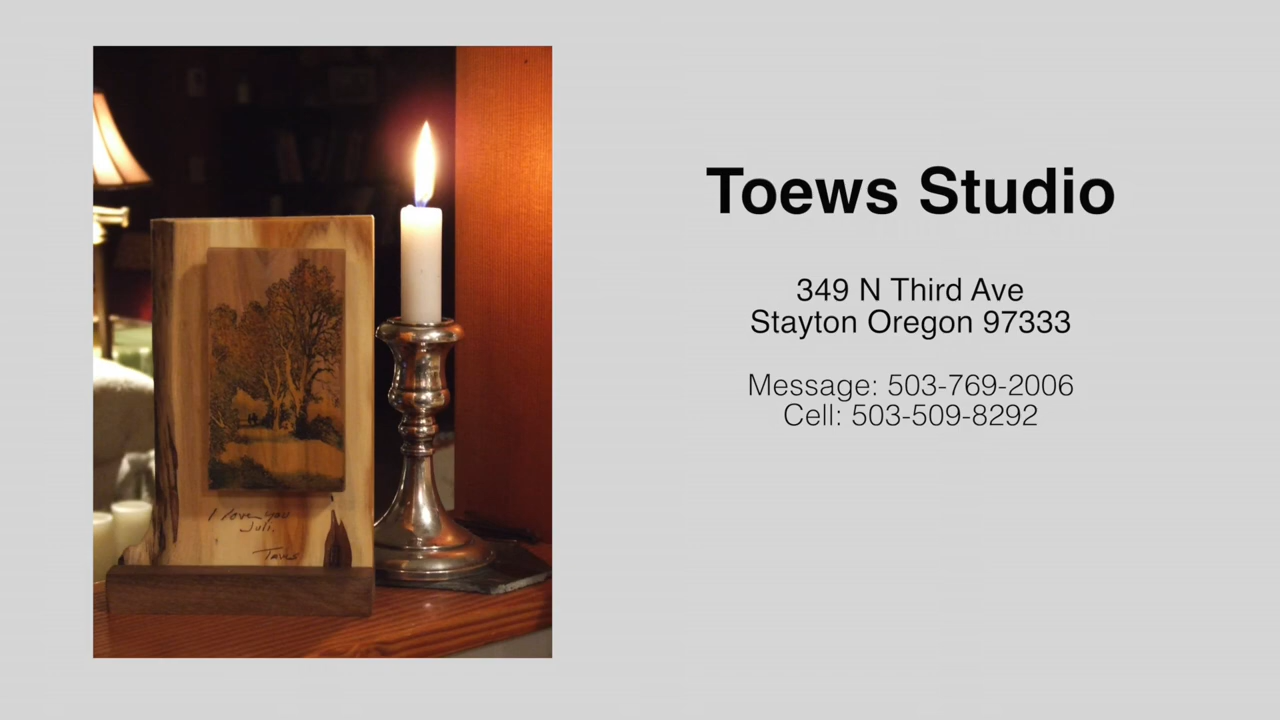 Toews Studio
349 N Third Ave
Stayton Oregon 97333
Message: 503-769-2006
Cell: 503-509-8292
I love you
Juli,